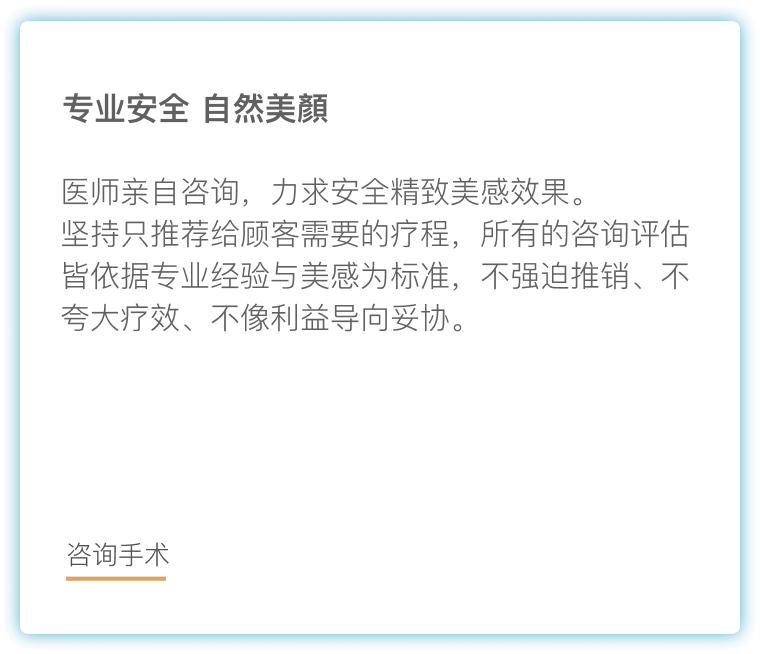 专业安全 自然美顏
医师亲自咨询，力求安全精致美感效果。
坚持只推荐给顾客需要的疗程，所有的咨询评估
皆依据专业经验与美感为标准，不强迫推销、不
夸大疗效、不像利益导向妥协。
咨询手术